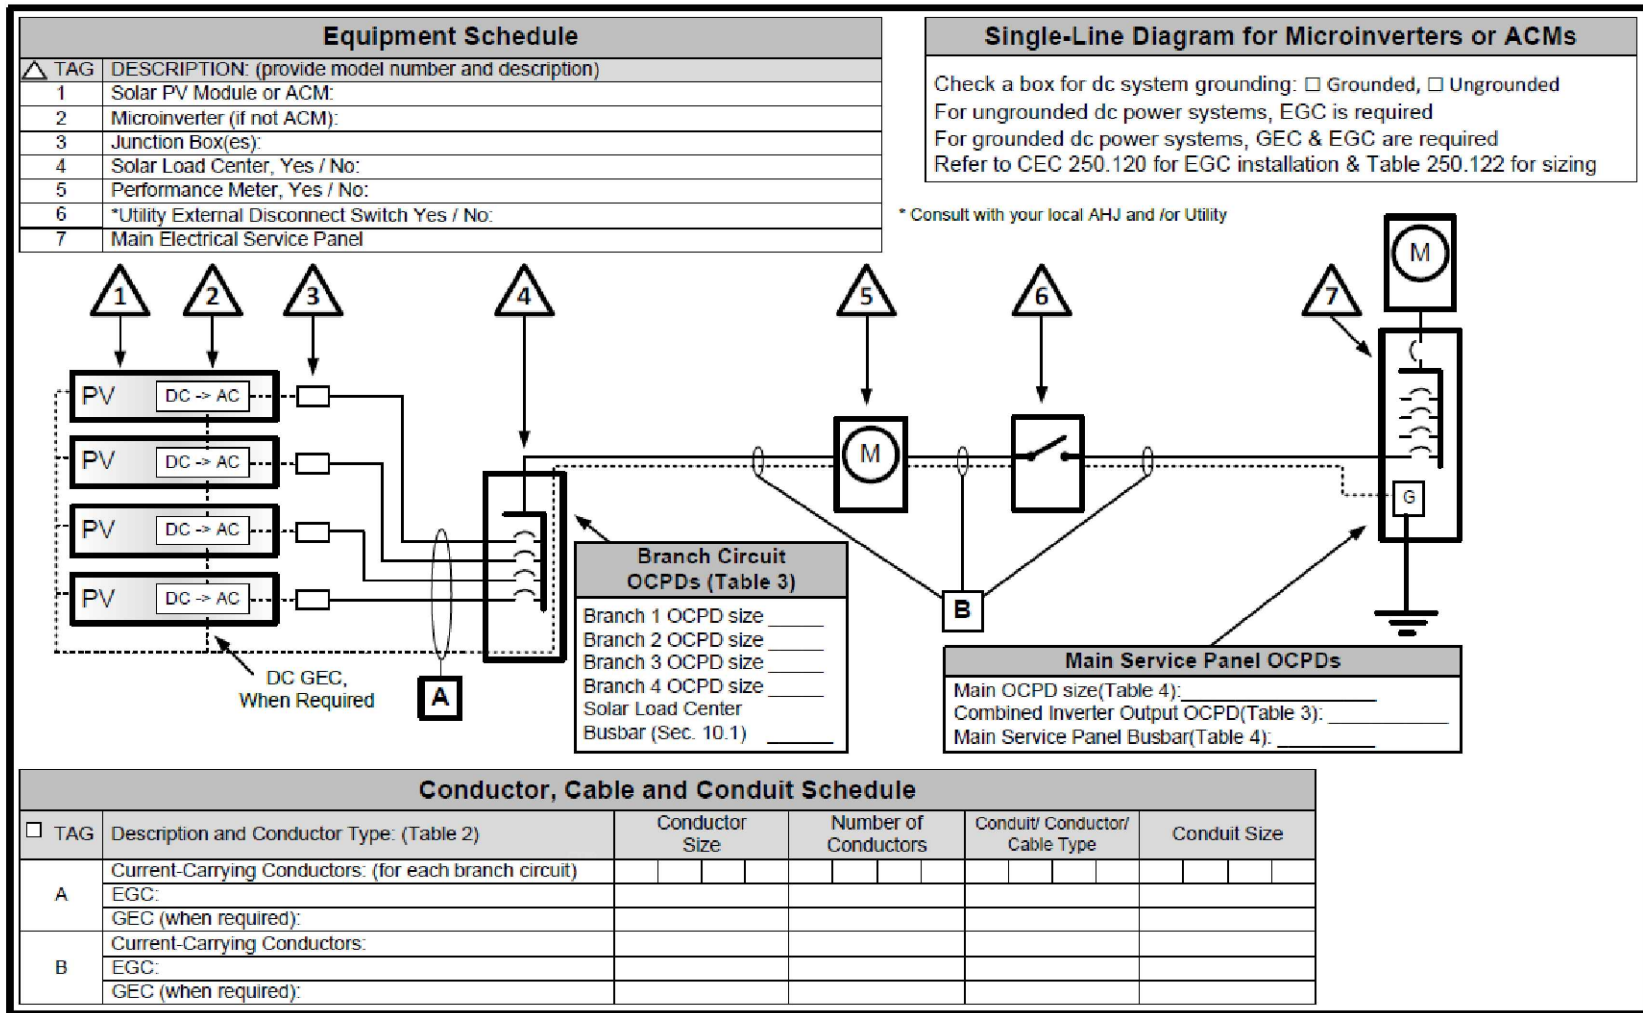 Equipment Schedule
TAG DESCRIPTION: (provide model number and description)
1 Solar PV Module or ACM:
2 Microinverter (if not ACM):
3 Junction Box(es):
4 Solar Load Center, Yes / No:
5 Performance Meter, Yes / No:
6 *Utility External Disconnect Switch Yes / No:
7 Main Electrical Service Panel
Single-Line Diagram for Microinverters or ACMs
Check a box for dc system grounding: ☐ Grounded, ☐ Ungrounded
For ungrounded dc power systems, EGC is required
For grounded dc power systems, GEC & EGC are required
Refer to CEC 250.120 for EGC installation & Table 250.122 for sizing
* Consult with your local AHJ and /or Utility
M
1 2 3 4 5 6 7
PV DC -> AC
PV DC -> AC
PV DC -> AC
PV DC -> AC
M
G
DC GEC,
When Required
A
B
Branch Circuit
OCPDs (Table 3)
Branch 1 OCPD size _____
Branch 2 OCPD size _____
Branch 3 OCPD size _____
Branch 4 OCPD size _____
Solar Load Center
Busbar (Sec. 10.1) ______
Main Service Panel OCPDs
Main OCPD size(Table 4):__________________
Combined Inverter Output OCPD(Table 3): ___________
Main Service Panel Busbar(Table 4): _________
Conductor, Cable and Conduit Schedule
☐ TAG Description and Conductor Type: (Table 2)
Conductor
Size
Number of
Conductors
Conduit/ Conductor/
Cable Type
Conduit Size
A
Current-Carrying Conductors: (for each branch circuit)
EGC:
GEC (when required):
B
Current-Carrying Conductors:
EGC:
GEC (when required):